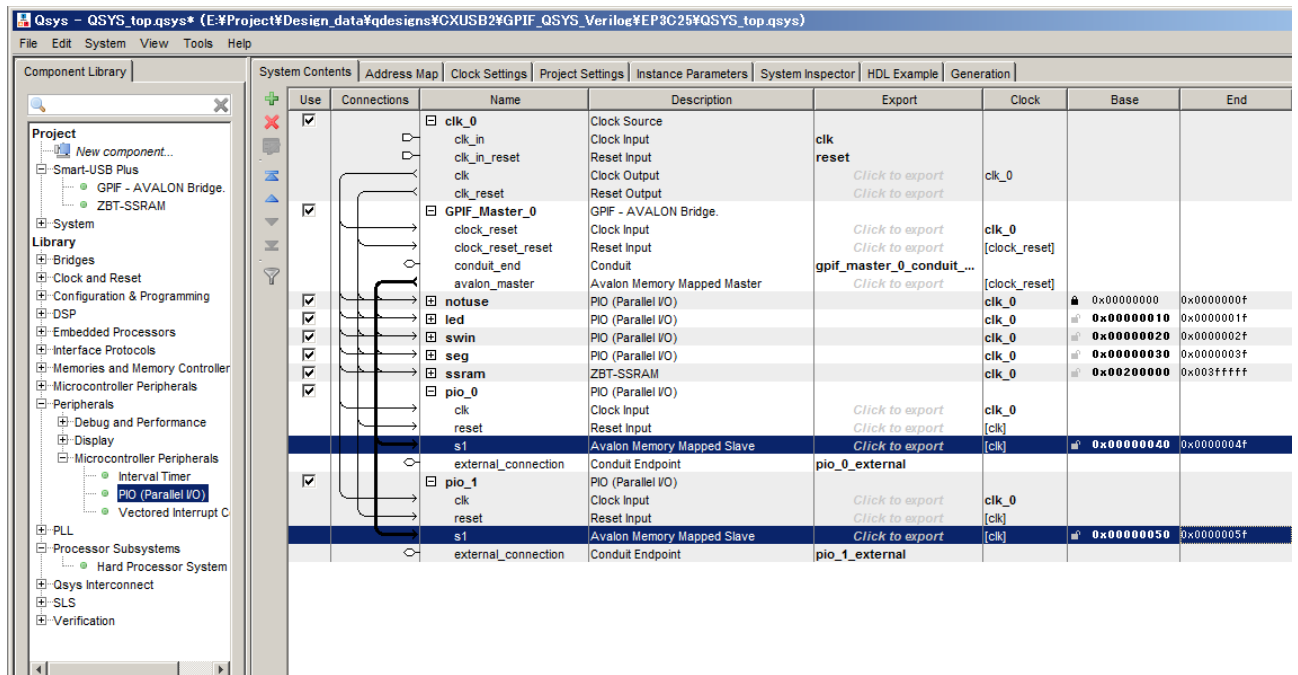 Qsys - QSYS_top.qsys* (E:¥Project¥Design_data¥qdesigns¥CXUSB2¥GPIF_QSYS_Verilog¥EP3C25¥QSYS_top.qsys)
File Edit System View Tools Help
Component Library
Project
New component...
Smart-USB Plus
GPIF - AVALON Bridge.
ZBT-SSRAM
System
Library
Bridges
Clock and Reset
Configuration & Programming
DSP
Embedded Processors
Interface Protocols
Memories and Memory Controller
Microcontroller Peripherals
Peripherals
Debug and Performance
Display
Microcontroller Peripherals
Interval Timer
PIO (Parallel I/O)
Vectored Interrupt C
PLL
Processor Subsystems
Hard Processor System
Qsys Interconnect
SLS
Verification
System Contents Address Map Clock Settings Project Settings Instance Parameters System Inspector HDL Example Generation
Use Connections Name Description Export Clock Base End
clk_0 Clock Source
clk_in Clock Input clk
clk_in_reset Reset Input reset
clk Clock Output Click to export clk_0
clk_reset Reset Output Click to export
GPIF_Master_0 GPIF - AVALON Bridge.
clock_reset Clock Input Click to export clk_0
clock_reset_reset Reset Input Click to export [clock_reset]
conduit_end Conduit gpif_master_0_conduit_...
avalon_master Avalon Memory Mapped Master Click to export [clock_reset]
notuse PIO (Parallel I/O) clk_0 0x00000000 0x0000000f
led PIO (Parallel I/O) clk_0 0x00000010 0x0000001f
swin PIO (Parallel I/O) clk_0 0x00000020 0x0000002f
seg PIO (Parallel I/O) clk_0 0x00000030 0x0000003f
ssram ZBT-SSRAM clk_0 0x00200000 0x003fffff
pio_0 PIO (Parallel I/O)
clk Clock Input Click to export clk_0
reset Reset Input Click to export [clk]
s1 Avalon Memory Mapped Slave Click to export [clk] 0x00000040 0x0000004f
external_connection Conduit Endpoint pio_0_external
pio_1 PIO (Parallel I/O)
clk Clock Input Click to export clk_0
reset Reset Input Click to export [clk]
s1 Avalon Memory Mapped Slave Click to export [clk] 0x00000050 0x0000005f
external_connection Conduit Endpoint pio_1_external